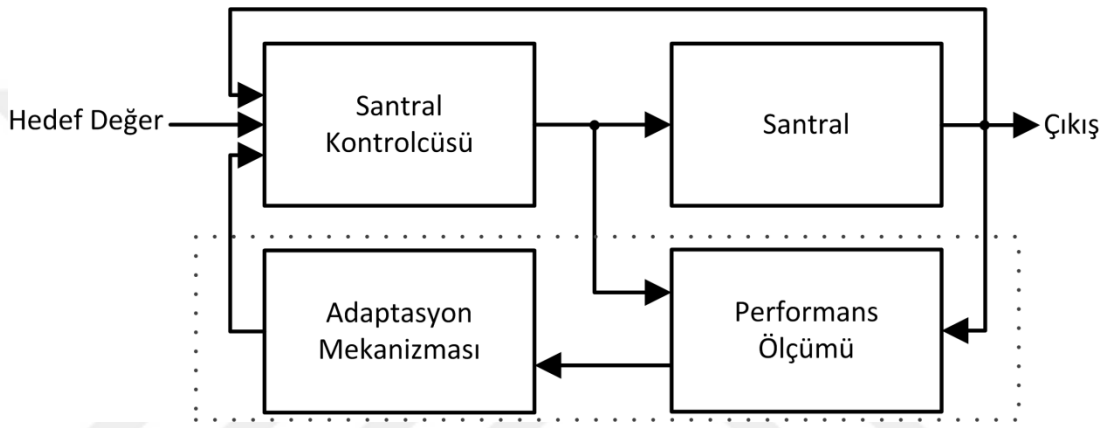 Hedef Değer
Santral
Kontrolcüsü
Santral
Çıkış
Adaptasyon
Mekanizması
Performans
Ölçümü